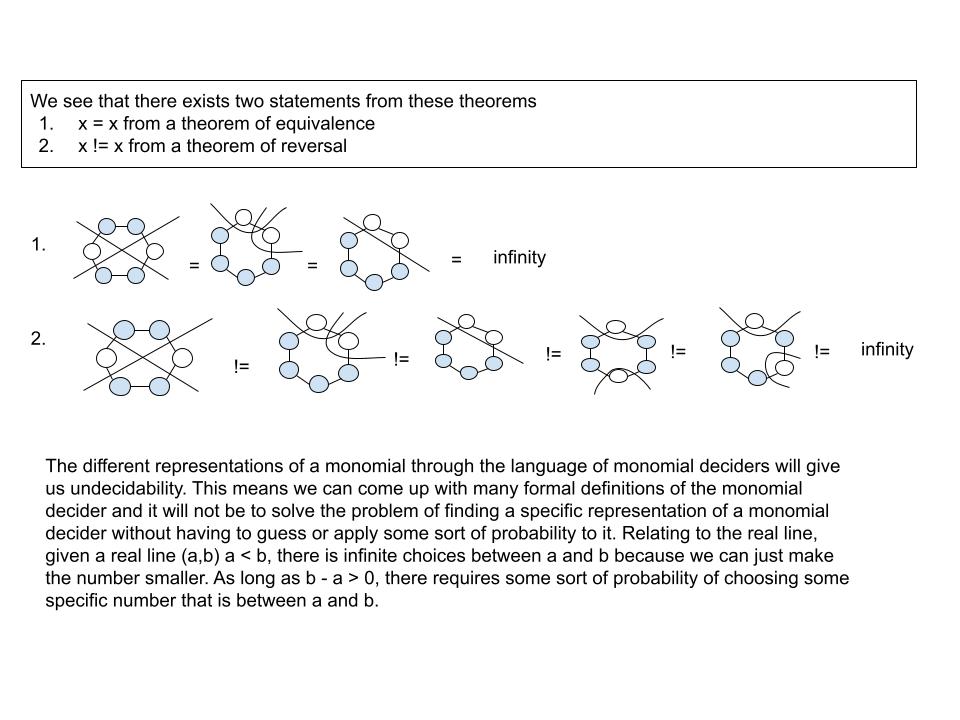 We see that there exists two statements from these theorems
1. x = x from a theorem of equivalence
2. x != x from a theorem of reversal
1. = = = infinity
2. != != != != != infinity
The different representations of a monomial through the language of monomial deciders will give
us undecidability. This means we can come up with many formal definitions of the monomial
decider and it will not be to solve the problem of finding a specific representation of a monomial
decider without having to guess or apply some sort of probability to it. Relating to the real line,
given a real line (a,b) a < b, there is infinite choices between a and b because we can just make
the number smaller. As long as b - a > 0, there requires some sort of probability of choosing some
specific number that is between a and b.